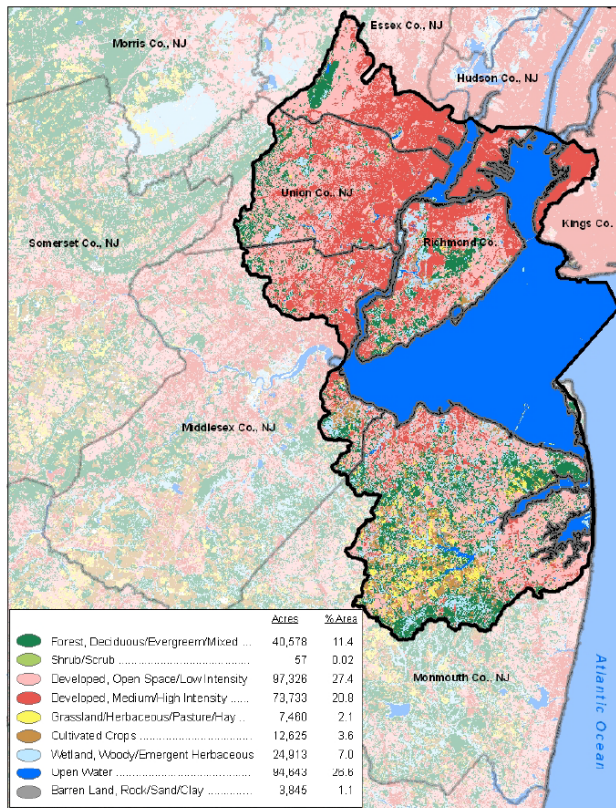 Essex Co., NJ
Morris Co., NJ
Hudson Co., NJ
Union Co., NJ
Kings Co.
Somerset Co., NJ
Richmond Co.
Middlesex Co., NJ
Acres % Area
Forest, Deciduous/Evergreen/Mixed ... 40,578 11.4
Shrub/Scrub ........................ 57 0.02
Developed, Open Space/Low Intensity 97,326 27.4
Developed, Medium/High Intensity ...... 73,733 20.8
Grassland/Herbaceous/Pasture/Hay .. 7,460 2.1
Cultivated Crops ................... 12,625 3.6
Wetland, Woody/Emergent Herbaceous 24,913 7.0
Open Water ........................ 94,643 26.6
Barren Land, Rock/Sand/Clay .............. 3,845 1.1
Monmouth Co., NJ
Atlantic Ocean